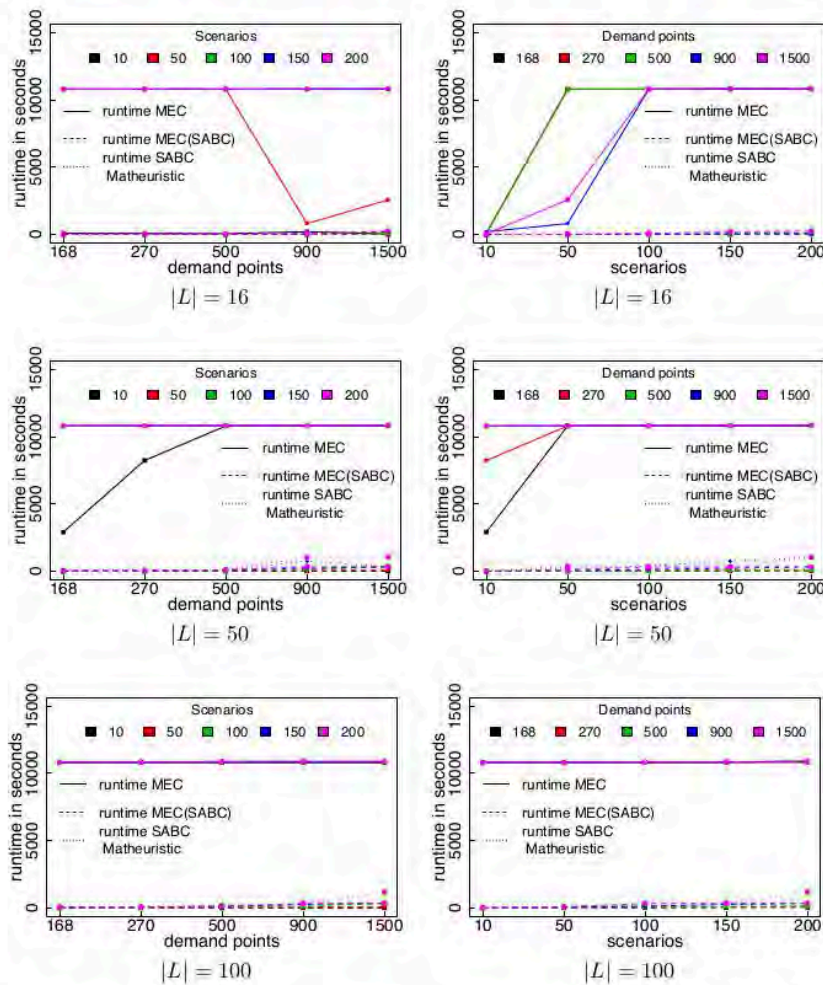 Scenarios
10 50 100 150 200
runtime in seconds
15000
10000
5000
0
runtime MEC
runtime MEC(SABC)
runtime SABC
Matheuristic
168 270 500 900 1500
demand points
|L| = 16
Demand points
168 270 500 900 1500
runtime in seconds
15000
10000
5000
0
runtime MEC
runtime MEC(SABC)
runtime SABC
Matheuristic
10 50 100 150 200
scenarios
|L| = 16
Scenarios
10 50 100 150 200
runtime in seconds
15000
10000
5000
0
runtime MEC
runtime MEC(SABC)
runtime SABC
Matheuristic
168 270 500 900 1500
demand points
|L| = 50
Demand points
168 270 500 900 1500
runtime in seconds
15000
10000
5000
0
runtime MEC
runtime MEC(SABC)
runtime SABC
Matheuristic
10 50 100 150 200
scenarios
|L| = 50
Scenarios
10 50 100 150 200
runtime in seconds
15000
10000
5000
0
runtime MEC
runtime MEC(SABC)
runtime SABC
Matheuristic
168 270 500 900 1500
demand points
|L| = 100
Demand points
168 270 500 900 1500
runtime in seconds
15000
10000
5000
0
runtime MEC
runtime MEC(SABC)
runtime SABC
Matheuristic
10 50 100 150 200
scenarios
|L| = 100